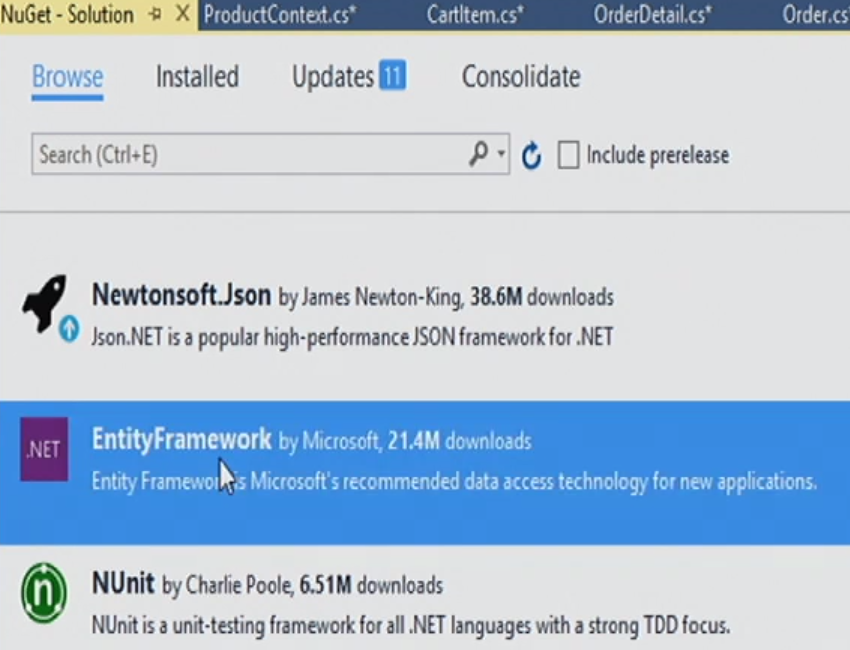 NuGet - Solution ProductContext.cs* CartItem.cs* OrderDetail.cs* Order.cs
Browse Installed Updates 11 Consolidate
Search (Ctrl+E) Include prerelease
Newtonsoft.Json by James Newton-King, 38.6M downloads
Json.NET is a popular high-performance JSON framework for .NET
.NET EntityFramework by Microsoft, 21.4M downloads
Entity Framework is Microsoft's recommended data access technology for new applications.
n NUnit by Charlie Poole, 6.51M downloads
NUnit is a unit-testing framework for all .NET languages with a strong TDD focus.